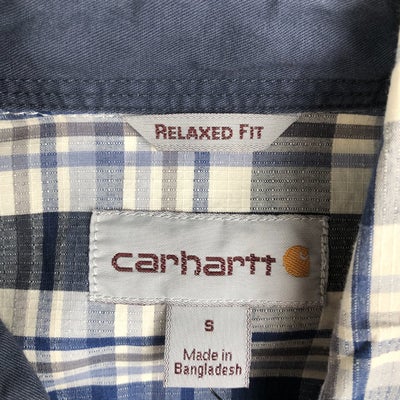 RELAXED FIT
carhartt
S
Made in
Bangladesh